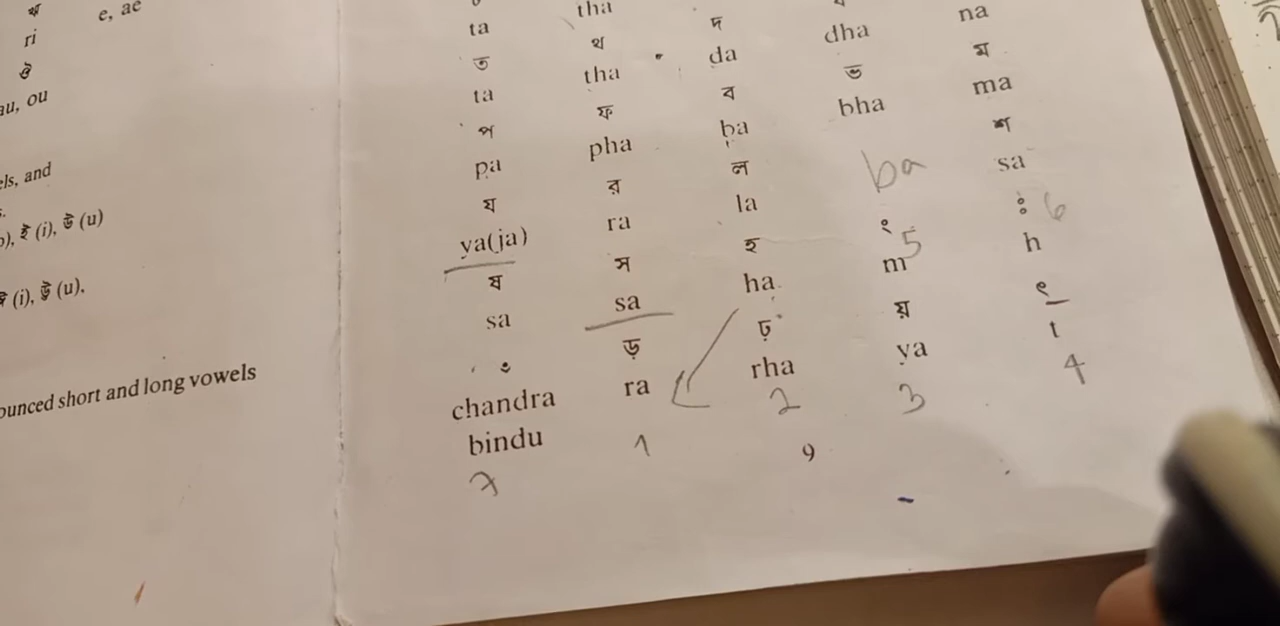 ri
e, ae
ঔ
au, ou
els, and
ই (i), উ (u)
(i), উ (u).
ounced short and long vowels
ta tha
na
দ dha
ত থ da ম
ta tha ভ ma
প ফ ব bha
pa pha ba শ
য র ল ba sa
ya(ja) ra la ং 5 ঃ 6
ষ স হ m h
sa sa ha য় ৎ
ঁ ড় ঢ় ya t
chandra ra rha 3 4
bindu 1 2
7 9